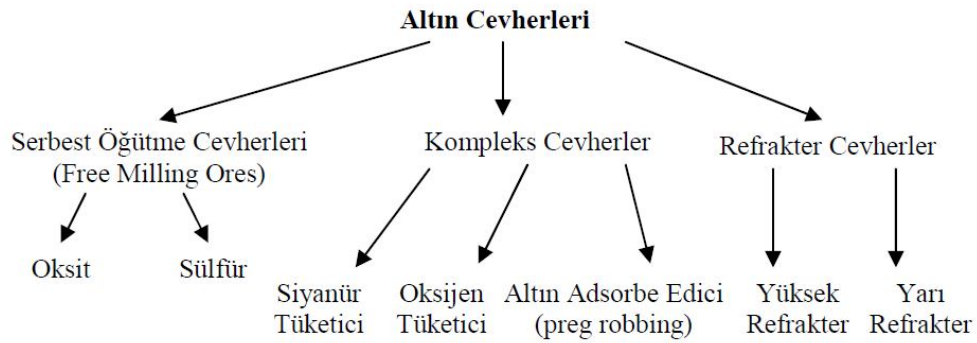 Altın Cevherleri
Serbest Öğütme Cevherleri
(Free Milling Ores)
Kompleks Cevherler
Refrakter Cevherler
Oksit
Sülfür
Siyanür
Tüketici
Oksijen
Tüketici
Altın Adsorbe Edici
(preg robbing)
Yüksek
Refrakter
Yarı
Refrakter